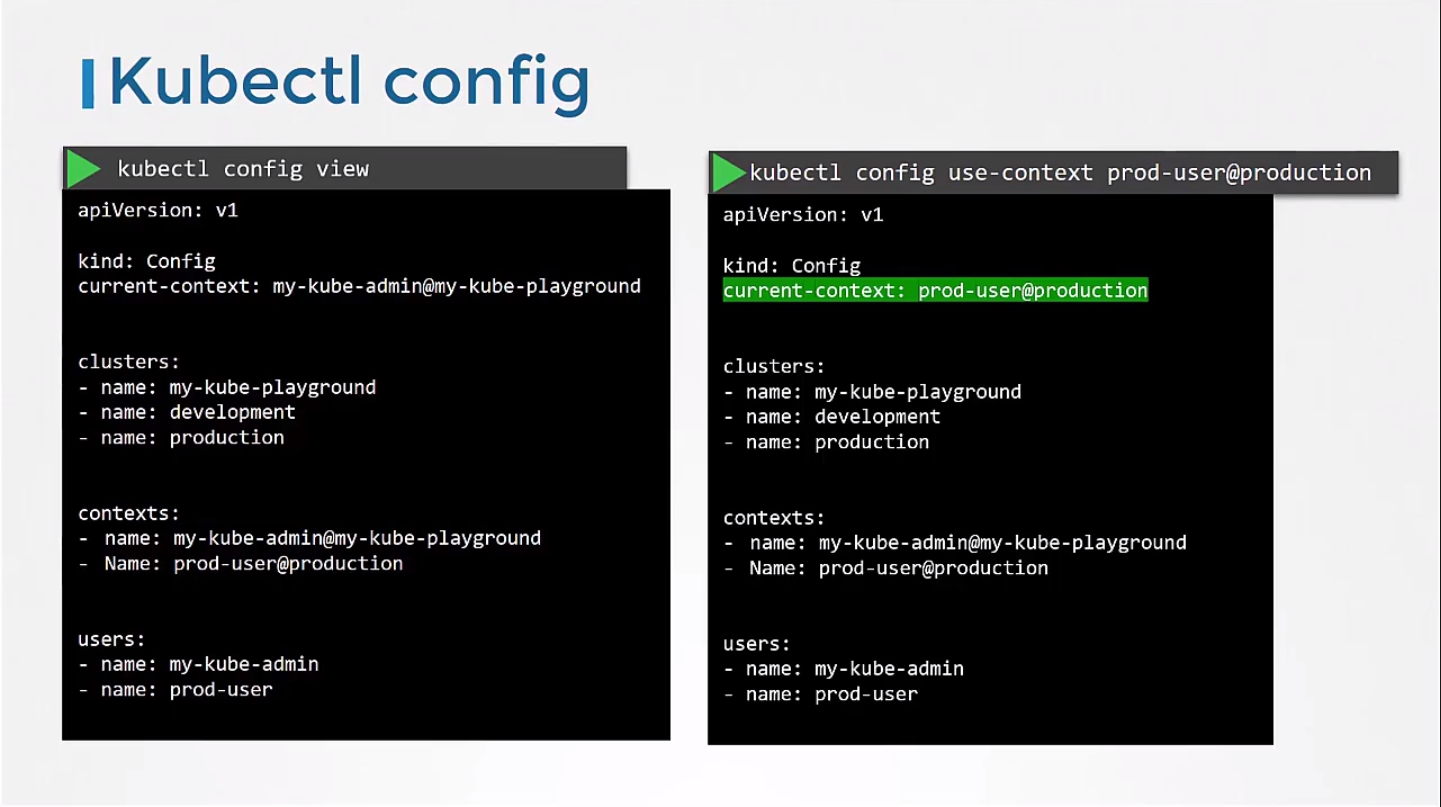 Kubectl config
kubectl config view
apiVersion: v1
kind: Config
current-context: my-kube-admin@my-kube-playground
clusters:
- name: my-kube-playground
- name: development
- name: production
contexts:
- name: my-kube-admin@my-kube-playground
- Name: prod-user@production
users:
- name: my-kube-admin
- name: prod-user
kubectl config use-context prod-user@production
apiVersion: v1
kind: Config
current-context: prod-user@production
clusters:
- name: my-kube-playground
- name: development
- name: production
contexts:
- name: my-kube-admin@my-kube-playground
- Name: prod-user@production
users:
- name: my-kube-admin
- name: prod-user